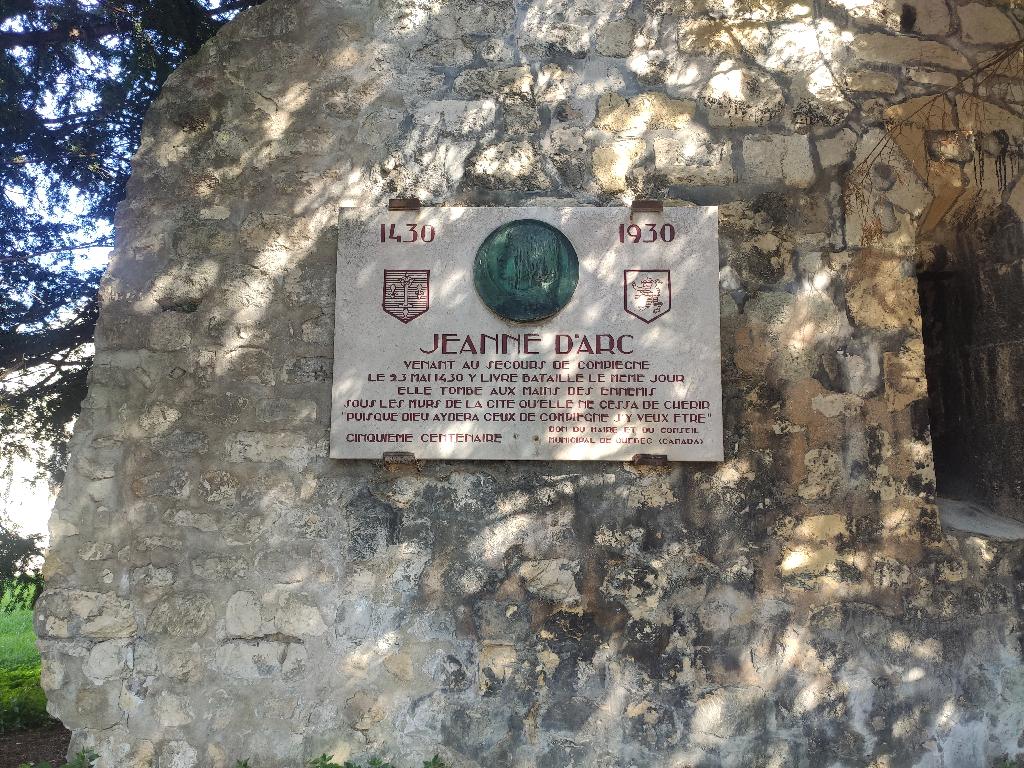 1430 1930
JEANNE D'ARC
VENANT AU SECOURS DE COMPIEGNE
LE 23 MAI 1430 Y LIVRE BATAILLE LE MEME JOUR
ELLE TOMBE AUX MAINS DES ENNEMIS
SOUS LES MURS DE LA CITE QU'ELLE NE CESSA DE CHERIR
"PUISQUE DIEU AYDERA CEUX DE COMPIEGNE J'Y VEUX ETRE"
CINQUIEME CENTENAIRE
DON DU MAIRE ET DU CONSEIL
MUNICIPAL DE QUEBEC (CANADA)